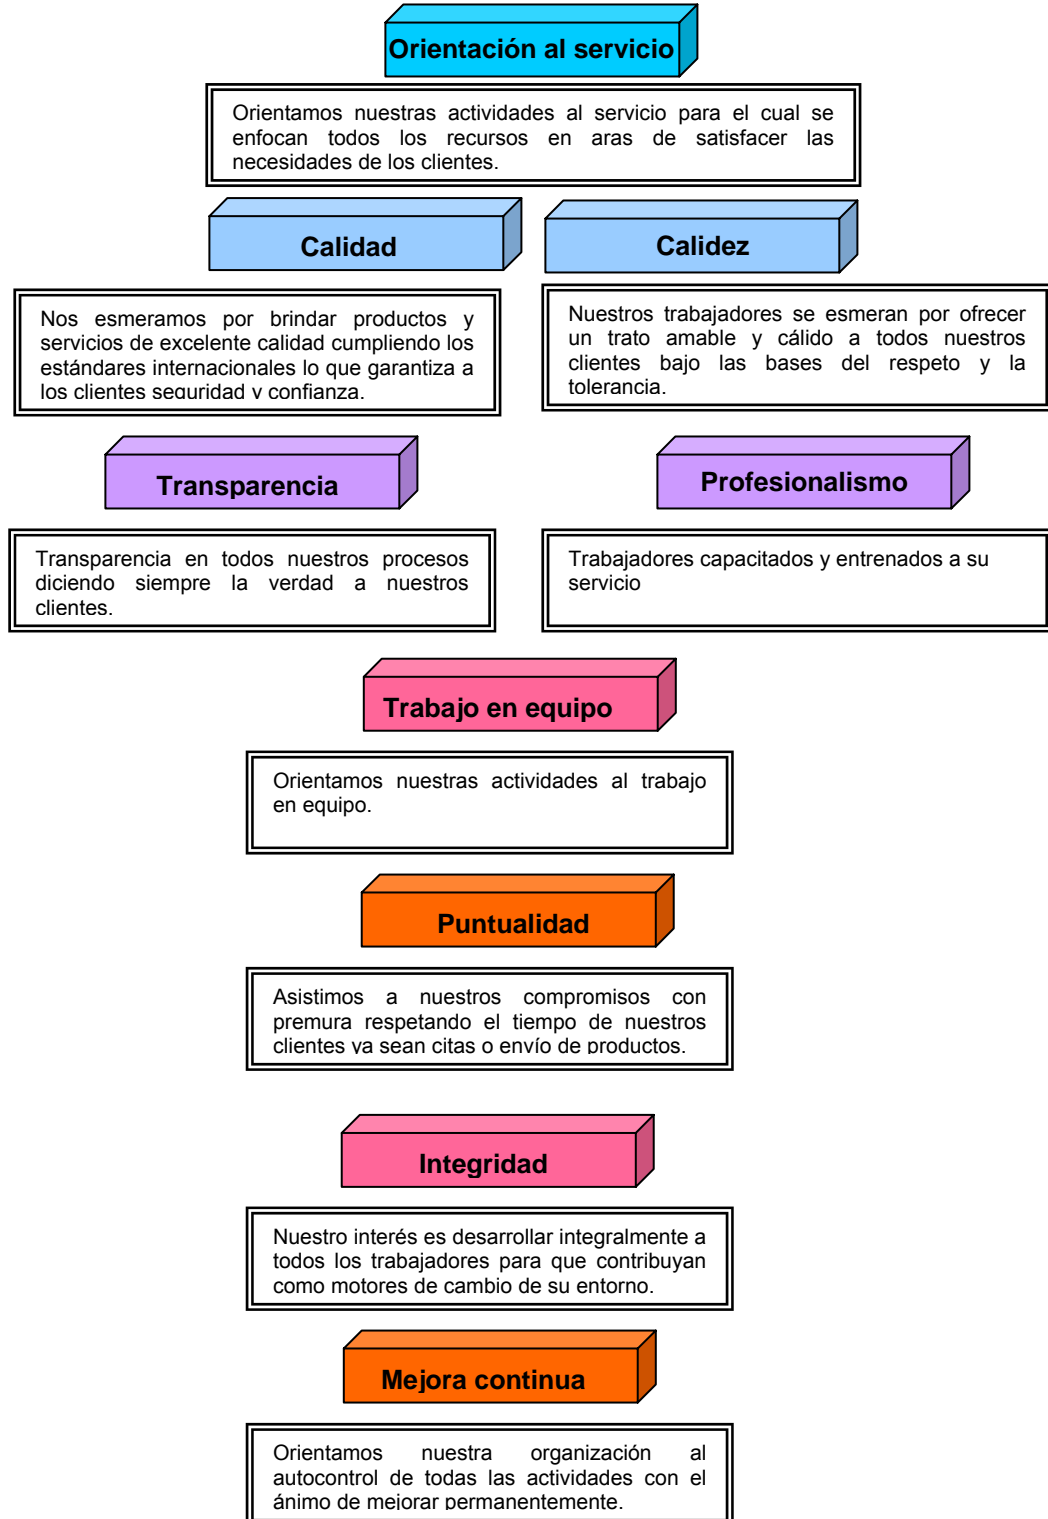 Orientación al servicio
Orientamos nuestras actividades al servicio para el cual se
enfocan todos los recursos en aras de satisfacer las
necesidades de los clientes.
Calidad
Nos esmeramos por brindar productos y
servicios de excelente calidad cumpliendo los
estándares internacionales lo que garantiza a
los clientes seguridad y confianza.
Calidez
Nuestros trabajadores se esmeran por ofrecer
un trato amable y cálido a todos nuestros
clientes bajo las bases del respeto y la
tolerancia.
Transparencia
Transparencia en todos nuestros procesos
diciendo siempre la verdad a nuestros
clientes.
Profesionalismo
Trabajadores capacitados y entrenados a su
servicio
Trabajo en equipo
Orientamos nuestras actividades al trabajo
en equipo.
Puntualidad
Asistimos a nuestros compromisos con
premura respetando el tiempo de nuestros
clientes ya sean citas o envío de productos.
Integridad
Nuestro interés es desarrollar integralmente a
todos los trabajadores para que contribuyan
como motores de cambio de su entorno.
Mejora continua
Orientamos nuestra organización al
autocontrol de todas las actividades con el
ánimo de mejorar permanentemente.